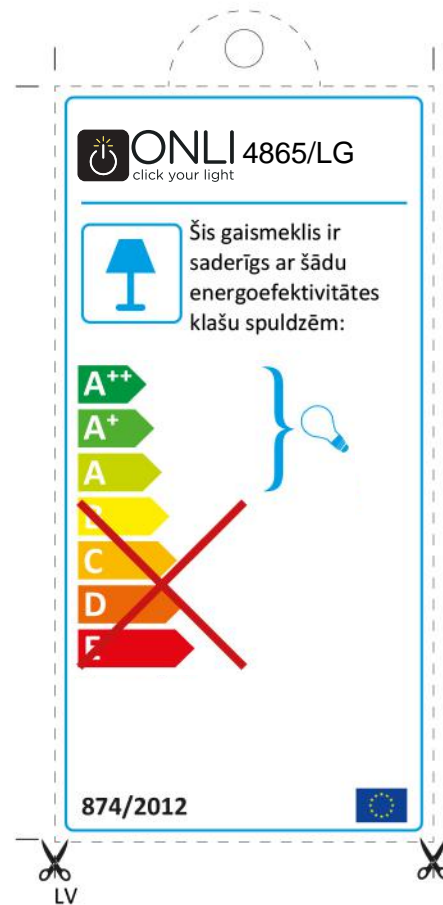 ONLI 4865/LG
click your light
Šis gaismeklis ir
saderīgs ar šādu
energoefektivitātes
klašu spuldzēm:
A++
A+
A
B
C
D
E
874/2012
LV